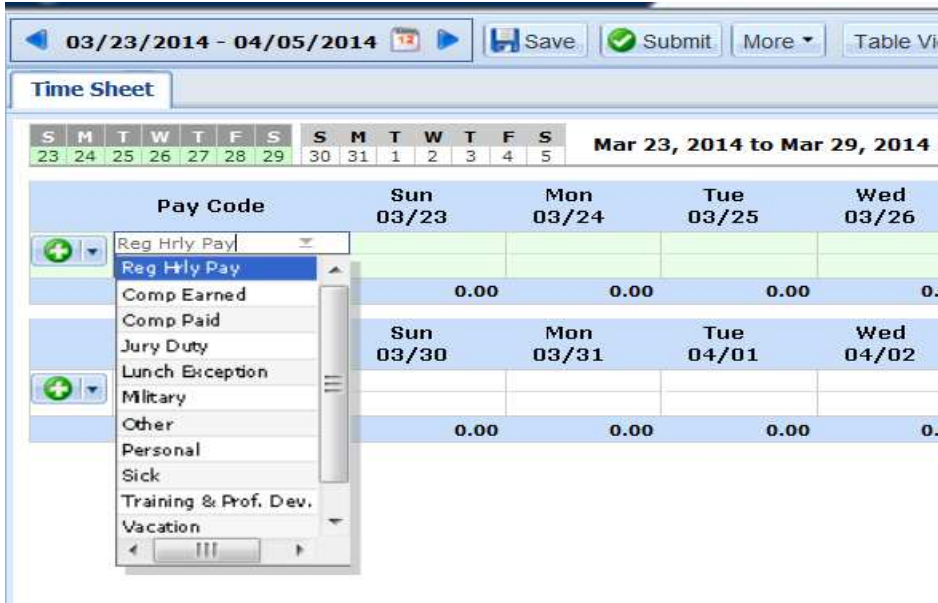 03/23/2014 - 04/05/2014 12 Save Submit More Table Vi
Time Sheet
S M T W T F S S M T W T F S
23 24 25 26 27 28 29 30 31 1 2 3 4 5
Mar 23, 2014 to Mar 29, 2014
Pay Code Sun Mon Tue Wed
03/23 03/24 03/25 03/26
Reg Hrly Pay
Reg Hrly Pay
Comp Earned
Comp Paid
Jury Duty
Lunch Exception
Military
Other
Personal
Sick
Training & Prof. Dev.
Vacation
0.00 0.00 0.00 0.
Sun Mon Tue Wed
03/30 03/31 04/01 04/02
0.00 0.00 0.00 0.